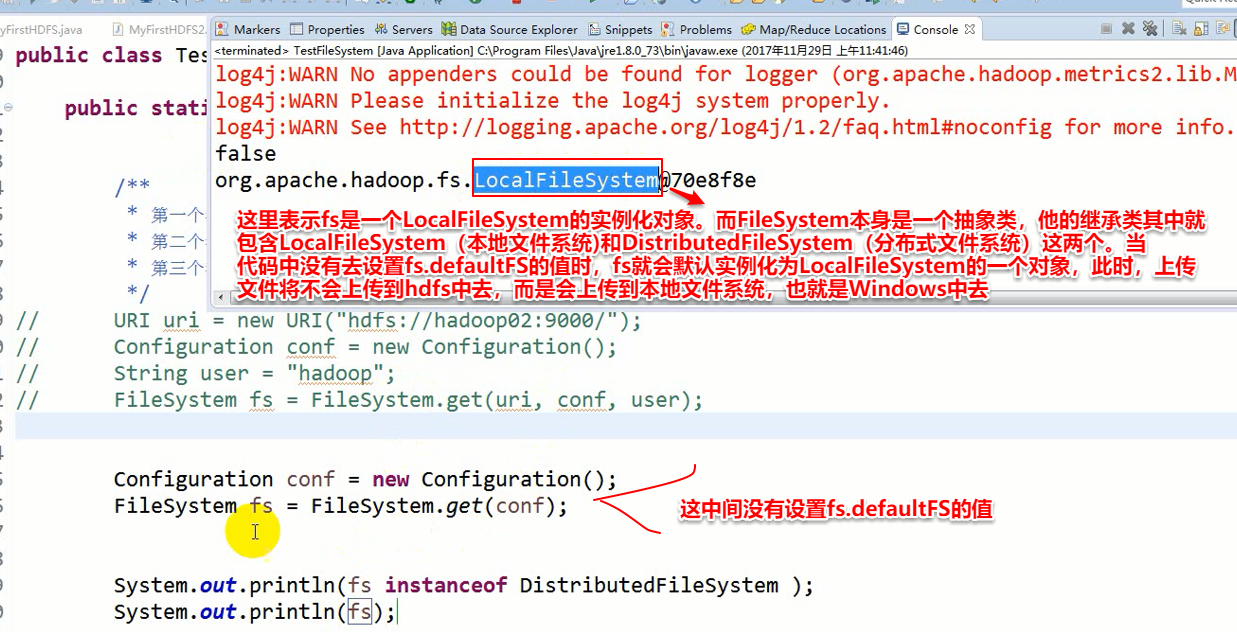 yFirstHDFS.java
MyFirstHDFS2.
Markers Properties Servers Data Source Explorer Snippets Problems Map/Reduce Locations Console
<terminated> TestFileSystem [Java Application] C:\Program Files\Java\jre1.8.0_73\bin\javaw.exe (2017年11月29日 上午11:41:46)
log4j:WARN No appenders could be found for logger (org.apache.hadoop.metrics2.lib.M
log4j:WARN Please initialize the log4j system properly.
log4j:WARN See http://logging.apache.org/log4j/1.2/faq.html#noconfig for more info.
false
org.apache.hadoop.fs.LocalFileSystem@70e8f8e
这里表示fs是一个LocalFileSystem的实例化对象。而FileSystem本身是一个抽象类，他的继承类其中就
包含LocalFileSystem（本地文件系统)和DistributedFileSystem（分布式文件系统）这两个。当
代码中没有去设置fs.defaultFS的值时，fs就会默认实例化为LocalFileSystem的一个对象，此时，上传
文件将不会上传到hdfs中去，而是会上传到本地文件系统，也就是Windows中去
public class Tes
public stati
/**
* 第一个
* 第二个
* 第三个
*/
// URI uri = new URI("hdfs://hadoop02:9000/");
// Configuration conf = new Configuration();
// String user = "hadoop";
// FileSystem fs = FileSystem.get(uri, conf, user);
Configuration conf = new Configuration();
FileSystem fs = FileSystem.get(conf);
这中间没有设置fs.defaultFS的值
System.out.println(fs instanceof DistributedFileSystem );
System.out.println(fs);